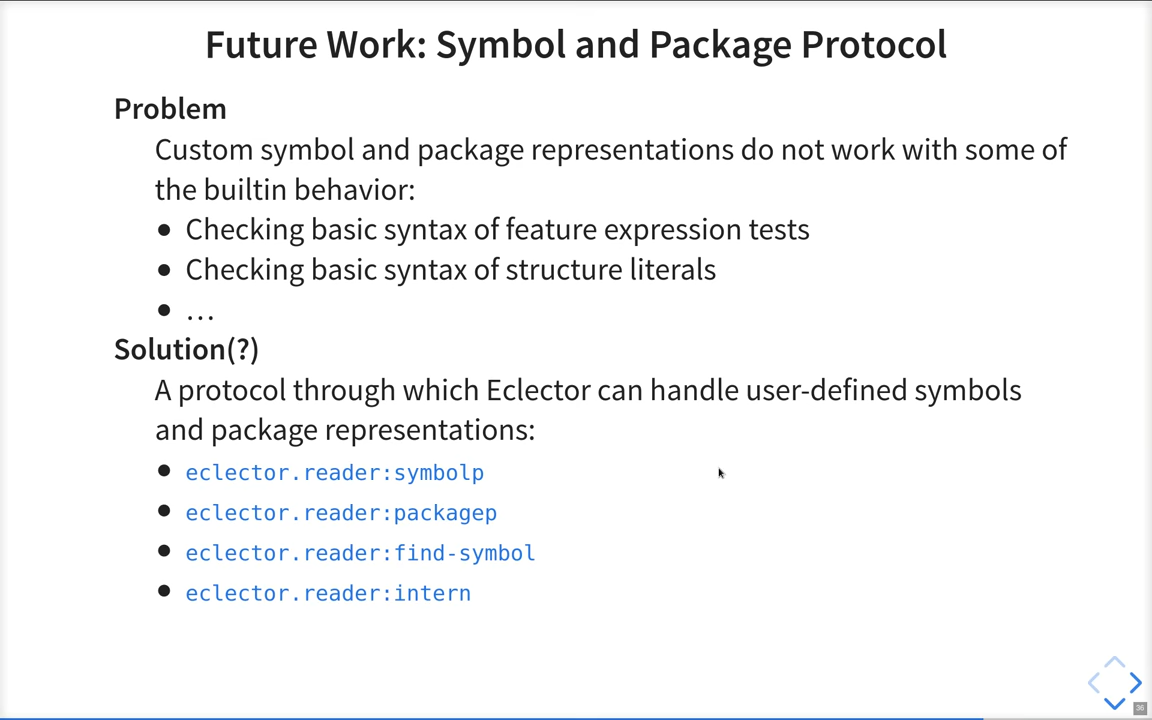 Future Work: Symbol and Package Protocol
Problem
Custom symbol and package representations do not work with some of
the builtin behavior:
• Checking basic syntax of feature expression tests
• Checking basic syntax of structure literals
• …
Solution(?)
A protocol through which Eclector can handle user-defined symbols
and package representations:
• eclector.reader:symbolp
• eclector.reader:packagep
• eclector.reader:find-symbol
• eclector.reader:intern
36